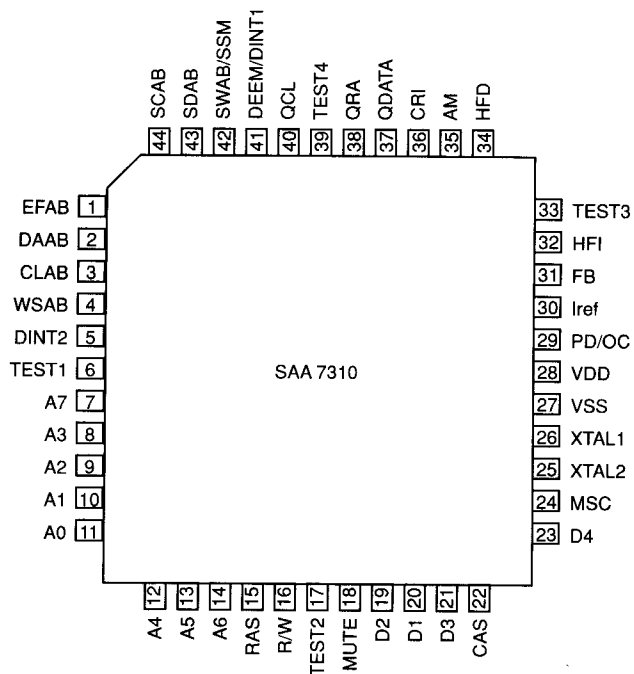 SCAB
SDAB
SWAB/SSM
DEEM/DINT1
QCL
TEST4
QRA
QDATA
CRI
AM
HFD
44
43
42
41
40
39
38
37
36
35
34
EFAB 1
DAAB 2
CLAB 3
WSAB 4
DINT2 5
TEST1 6
A7 7
A3 8
A2 9
A1 10
A0 11
SAA 7310
33 TEST3
32 HFI
31 FB
30 Iref
29 PD/OC
28 VDD
27 VSS
26 XTAL1
25 XTAL2
24 MSC
23 D4
12
13
14
15
16
17
18
19
20
21
22
A4
A5
A6
RAS
R/W
TEST2
MUTE
D2
D1
D3
CAS